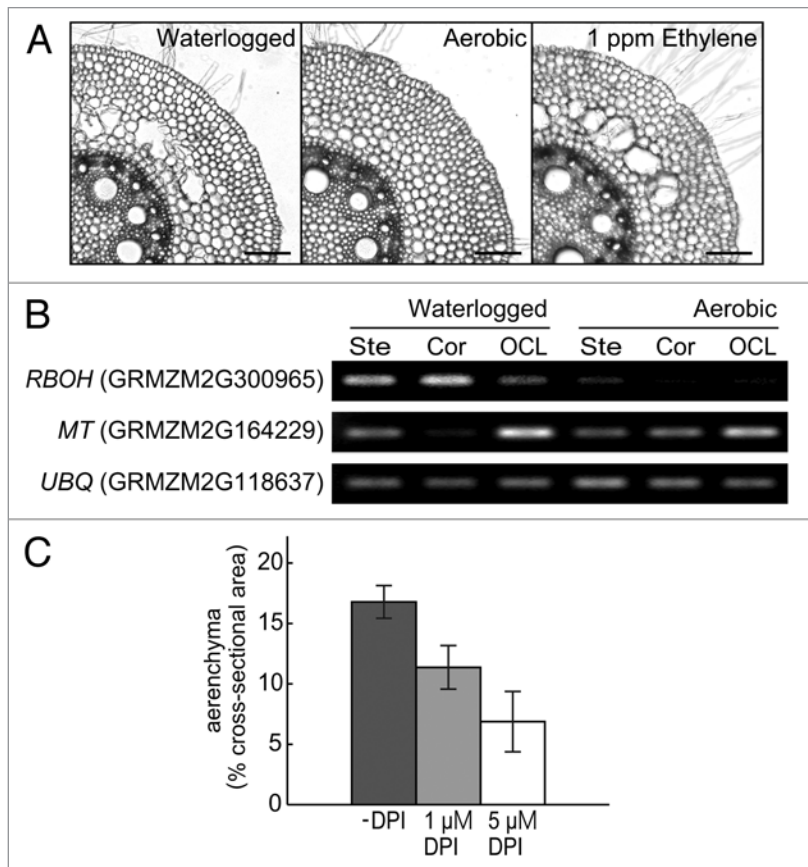 A
Waterlogged Aerobic 1 ppm Ethylene
B
Waterlogged Aerobic
Ste Cor OCL Ste Cor OCL
RBOH (GRMZM2G300965)
MT (GRMZM2G164229)
UBQ (GRMZM2G118637)
C
aerenchyma
(% cross-sectional area)
20
15
10
5
0
-DPI 1 µM 5 µM
DPI DPI